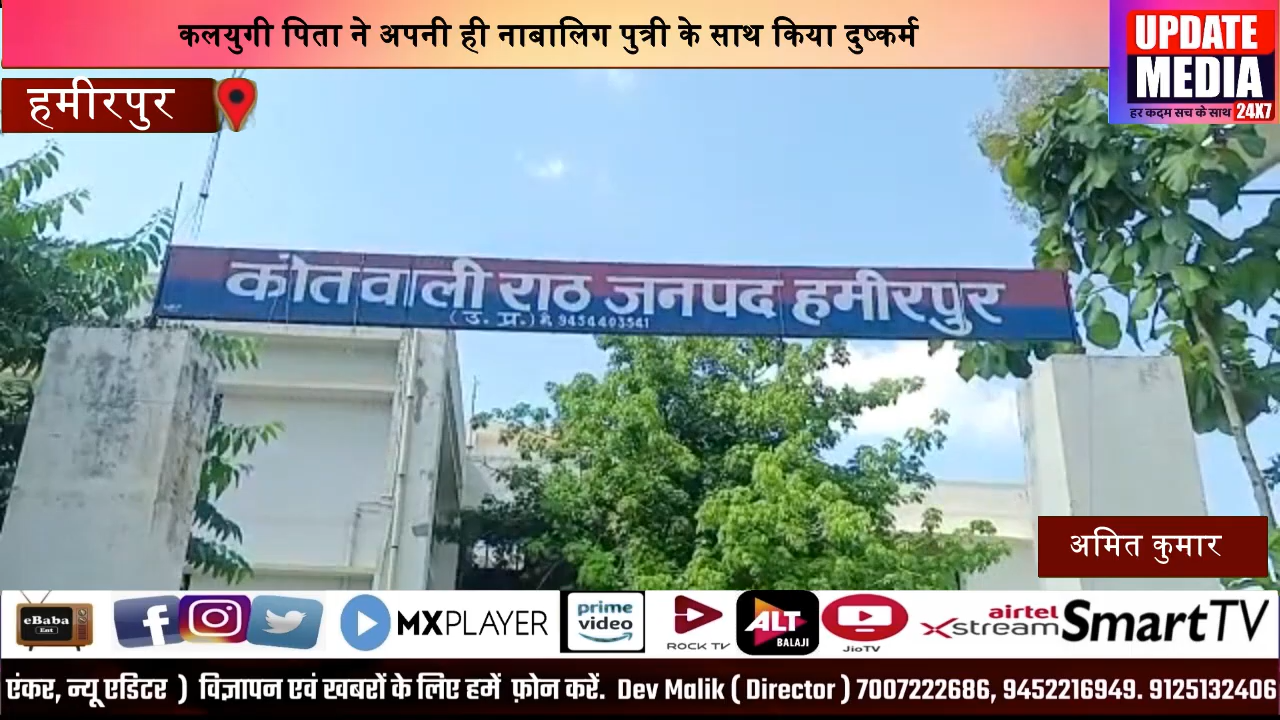 कलयुगी पिता ने अपनी ही नाबालिग पुत्री के साथ किया दुष्कर्म
UPDATE
MEDIA
हर कदम सच के साथ 24X7
हमीरपुर
कोतवाली राठ जनपद हमीरपुर
(उ. प्र.) मो. 9454403541
अमित कुमार
eBaba
Ent
MXPLAYER
prime
video
ROCK TV
ALT
BALAJI
JioTV
airtel
xstream
SmartTV
एंकर, न्यू एडिटर ) विज्ञापन एवं खबरों के लिए हमें फ़ोन करें. Dev Malik ( Director ) 7007222686, 9452216949. 9125132406